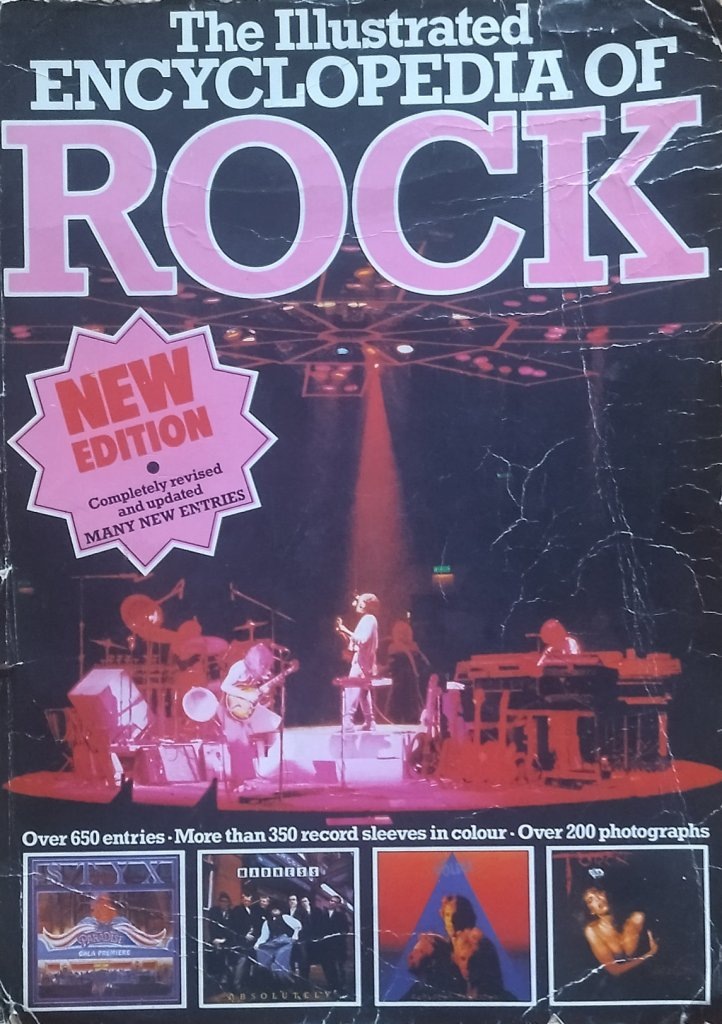 The Illustrated
ENCYCLOPEDIA OF
ROCK
NEW
EDITION
Completely revised
and updated
MANY NEW ENTRIES
Over 650 entries · More than 350 record sleeves in colour · Over 200 photographs
STYX
PARADISE
GALA PREMIERE
MADNESS
ABSOLUTELY